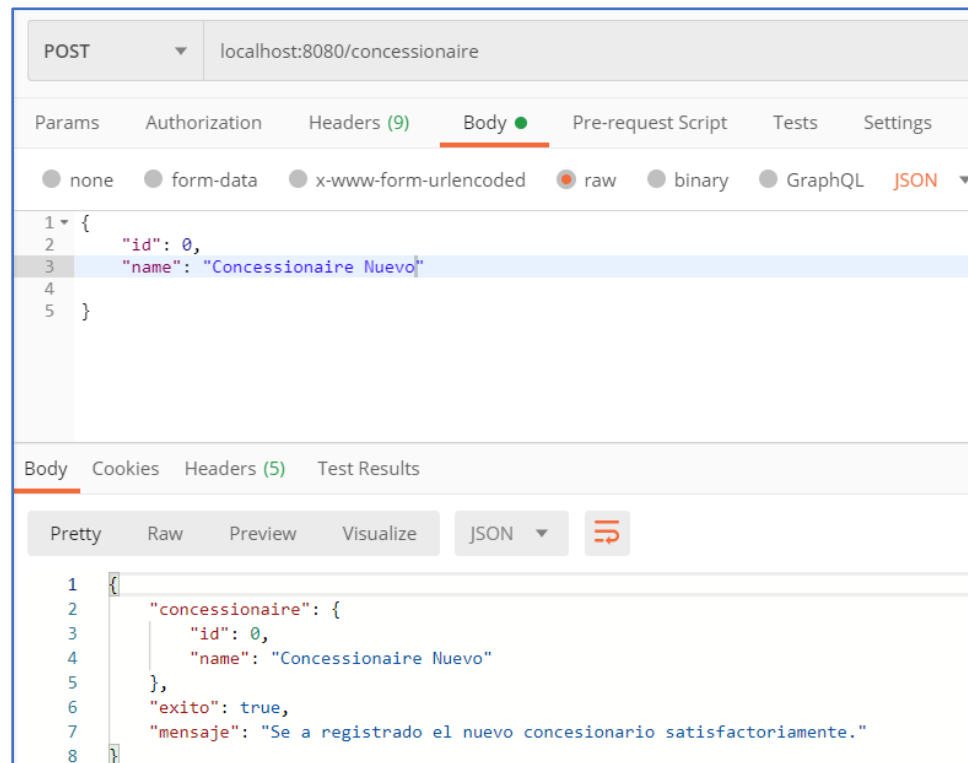 POST localhost:8080/concessionaire
Params Authorization Headers (9) Body Pre-request Script Tests Settings
none form-data x-www-form-urlencoded raw binary GraphQL JSON
1 {
2 "id": 0,
3 "name": "Concessionaire Nuevo"
4
5 }
Body Cookies Headers (5) Test Results
Pretty Raw Preview Visualize JSON
1 {
2 "concessionaire": {
3 "id": 0,
4 "name": "Concessionaire Nuevo"
5 },
6 "exito": true,
7 "mensaje": "Se a registrado el nuevo concesionario satisfactoriamente."
8 }